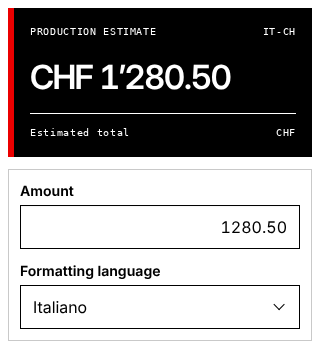 PRODUCTION ESTIMATE IT-CH
CHF 1’280.50
Estimated total CHF
Amount
1280.50
Formatting language
Italiano